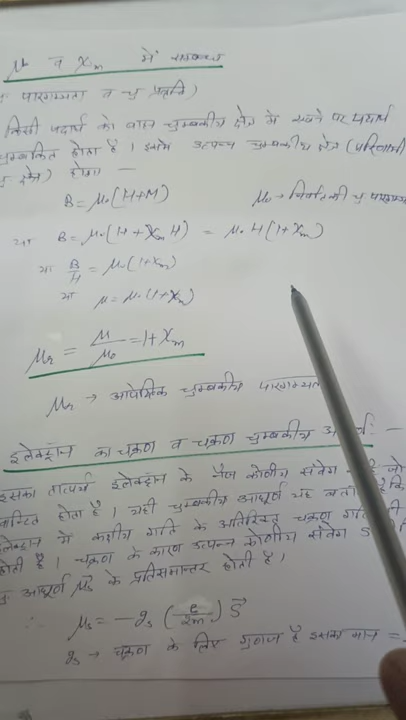 μ व χm में सम्बन्ध
पारगम्यता व चु प्रवृत्ति)
किसी पदार्थ को बाह्य चुम्बकीय क्षेत्र में रखने पर पदार्थ
चुम्बकित होता है। इसमें उत्पन्न चुम्बकीय क्षेत्र (परिणामी
चु क्षेत्र) होगा —
B = μ₀(H+M) μ₀ → निर्वात की चु पारगम्य
या B = μ₀(H + χm H) = μ₀ H(1+χm)
या B/H = μ₀(1+χm)
या μ = μ₀(1+χm)
μr = μ/μ₀ = 1+χm
μr → आपेक्षिक चुम्बकीय पारगम्यता
इलेक्ट्रॉन का चक्रण व चक्रण चुम्बकीय :—
इसका तात्पर्य इलेक्ट्रॉन के नैज कोणीय संवेग जो
क्वान्टित होता है। यही चुम्बकीय आघूर्ण यह
इलेक्ट्रॉन में कक्षीय गति के अतिरिक्त चक्रण गति
होती है। चक्रण के कारण उत्पन्न कोणीय संवेग S
चु आघूर्ण μs के प्रतिसमान्तर होती है।
∴ μs = −gs (e/2m) S
gs → चक्रण के लिए गुणांक है इसका मान =